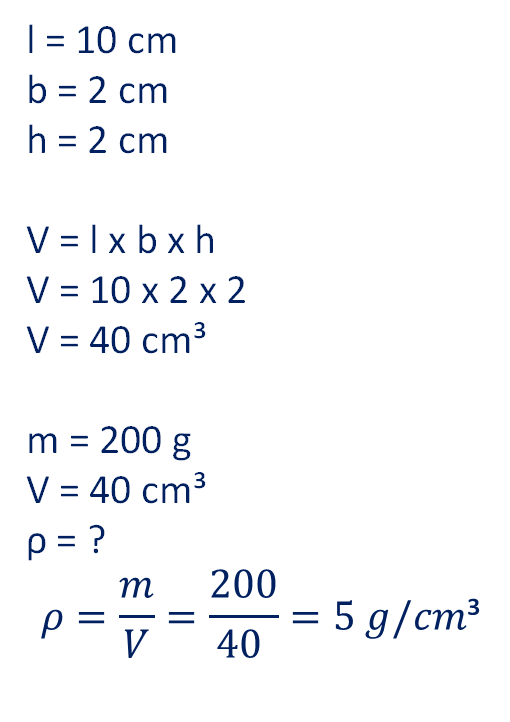 l = 10 cm
b = 2 cm
h = 2 cm
V = l x b x h
V = 10 x 2 x 2
V = 40 cm³
m = 200 g
V = 40 cm³
ρ = ?
ρ = m/V = 200/40 = 5 g/cm³